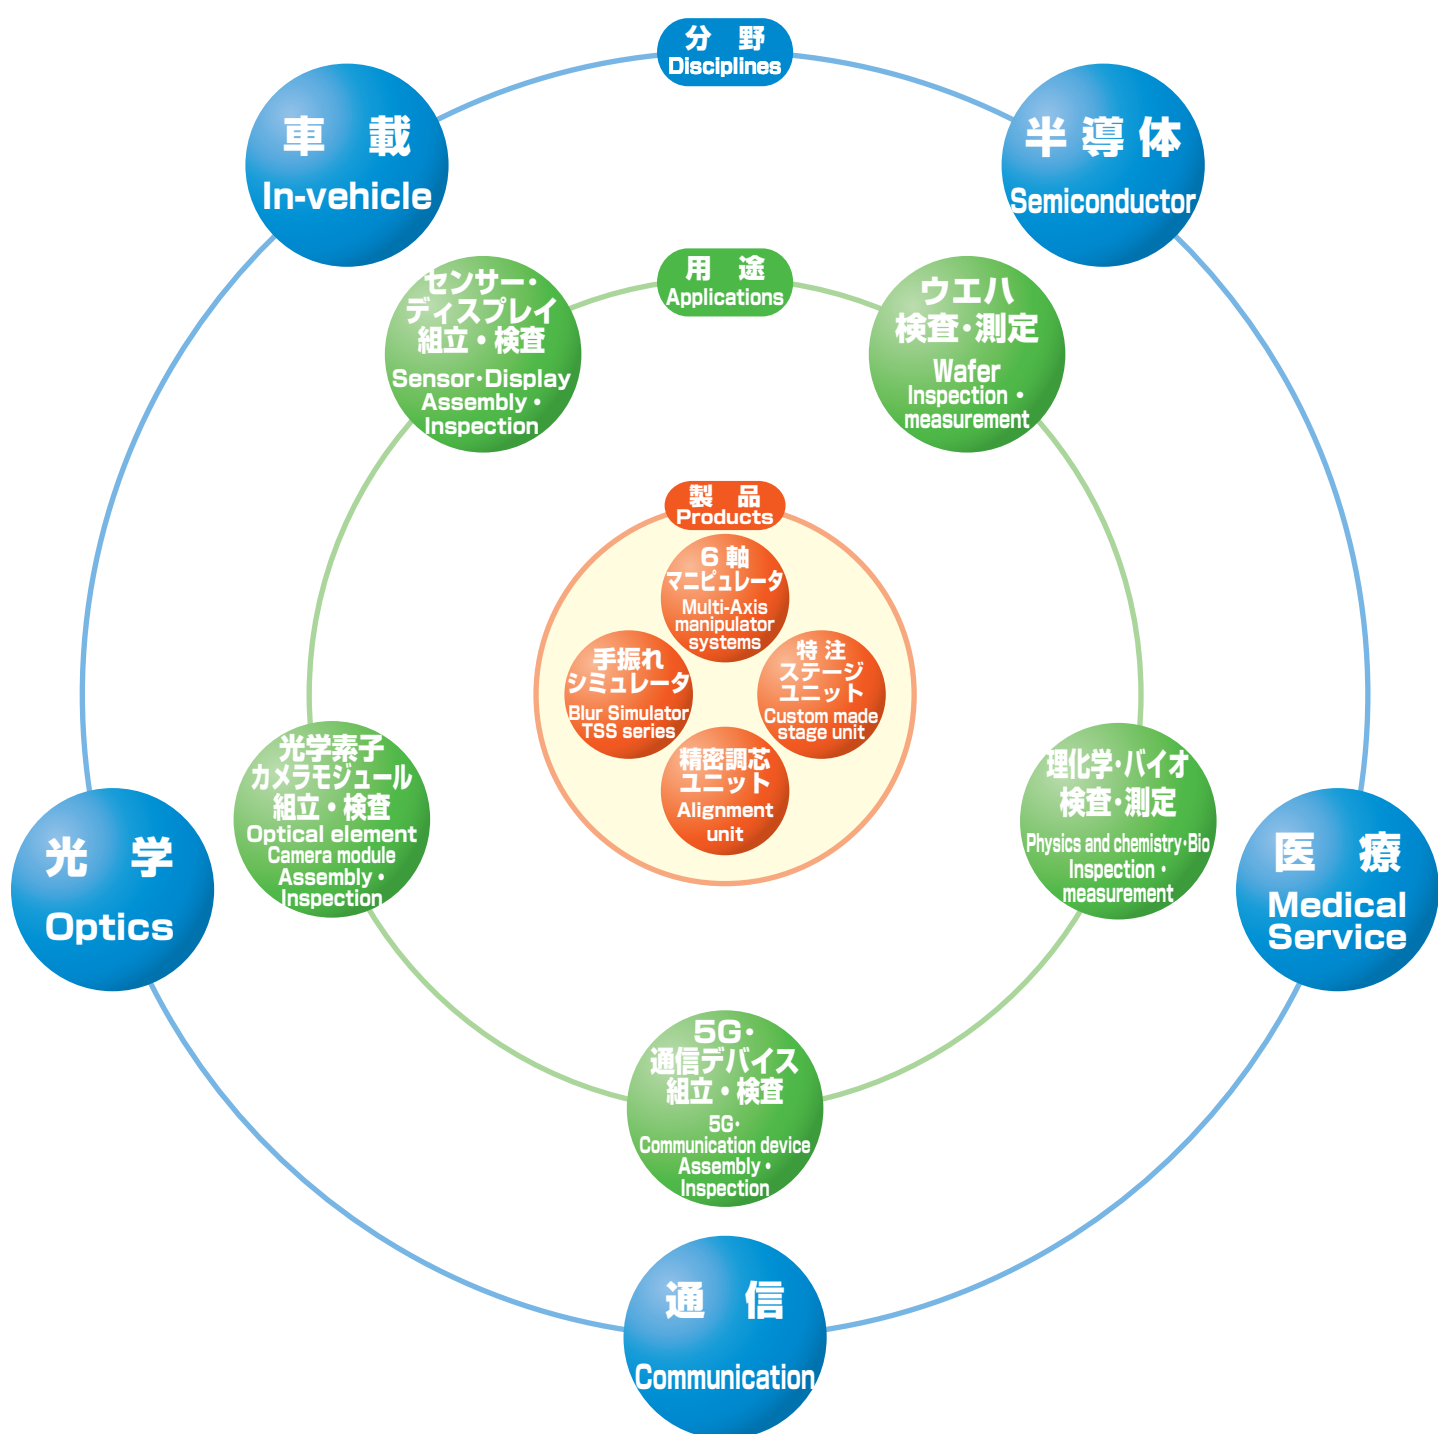 分　野
Disciplines
車　載
In-vehicle
半導体
Semiconductor
用　途
Applications
センサー・
ディスプレイ
組立・検査
Sensor・Display
Assembly・
Inspection
ウエハ
検査・測定
Wafer
Inspection・
measurement
製　品
Products
6 軸
マニピュレータ
Multi-Axis
manipulator
systems
手振れ
シミュレータ
Blur Simulator
TSS series
特 注
ステージ
ユニット
Custom made
stage unit
精密調芯
ユニット
Alignment
unit
光学素子
カメラモジュール
組立・検査
Optical element
Camera module
Assembly・
Inspection
理化学・バイオ
検査・測定
Physics and chemistry・Bio
Inspection・
measurement
光　学
Optics
医　療
Medical
Service
5G・
通信デバイス
組立・検査
5G・
Communication device
Assembly・
Inspection
通　信
Communication